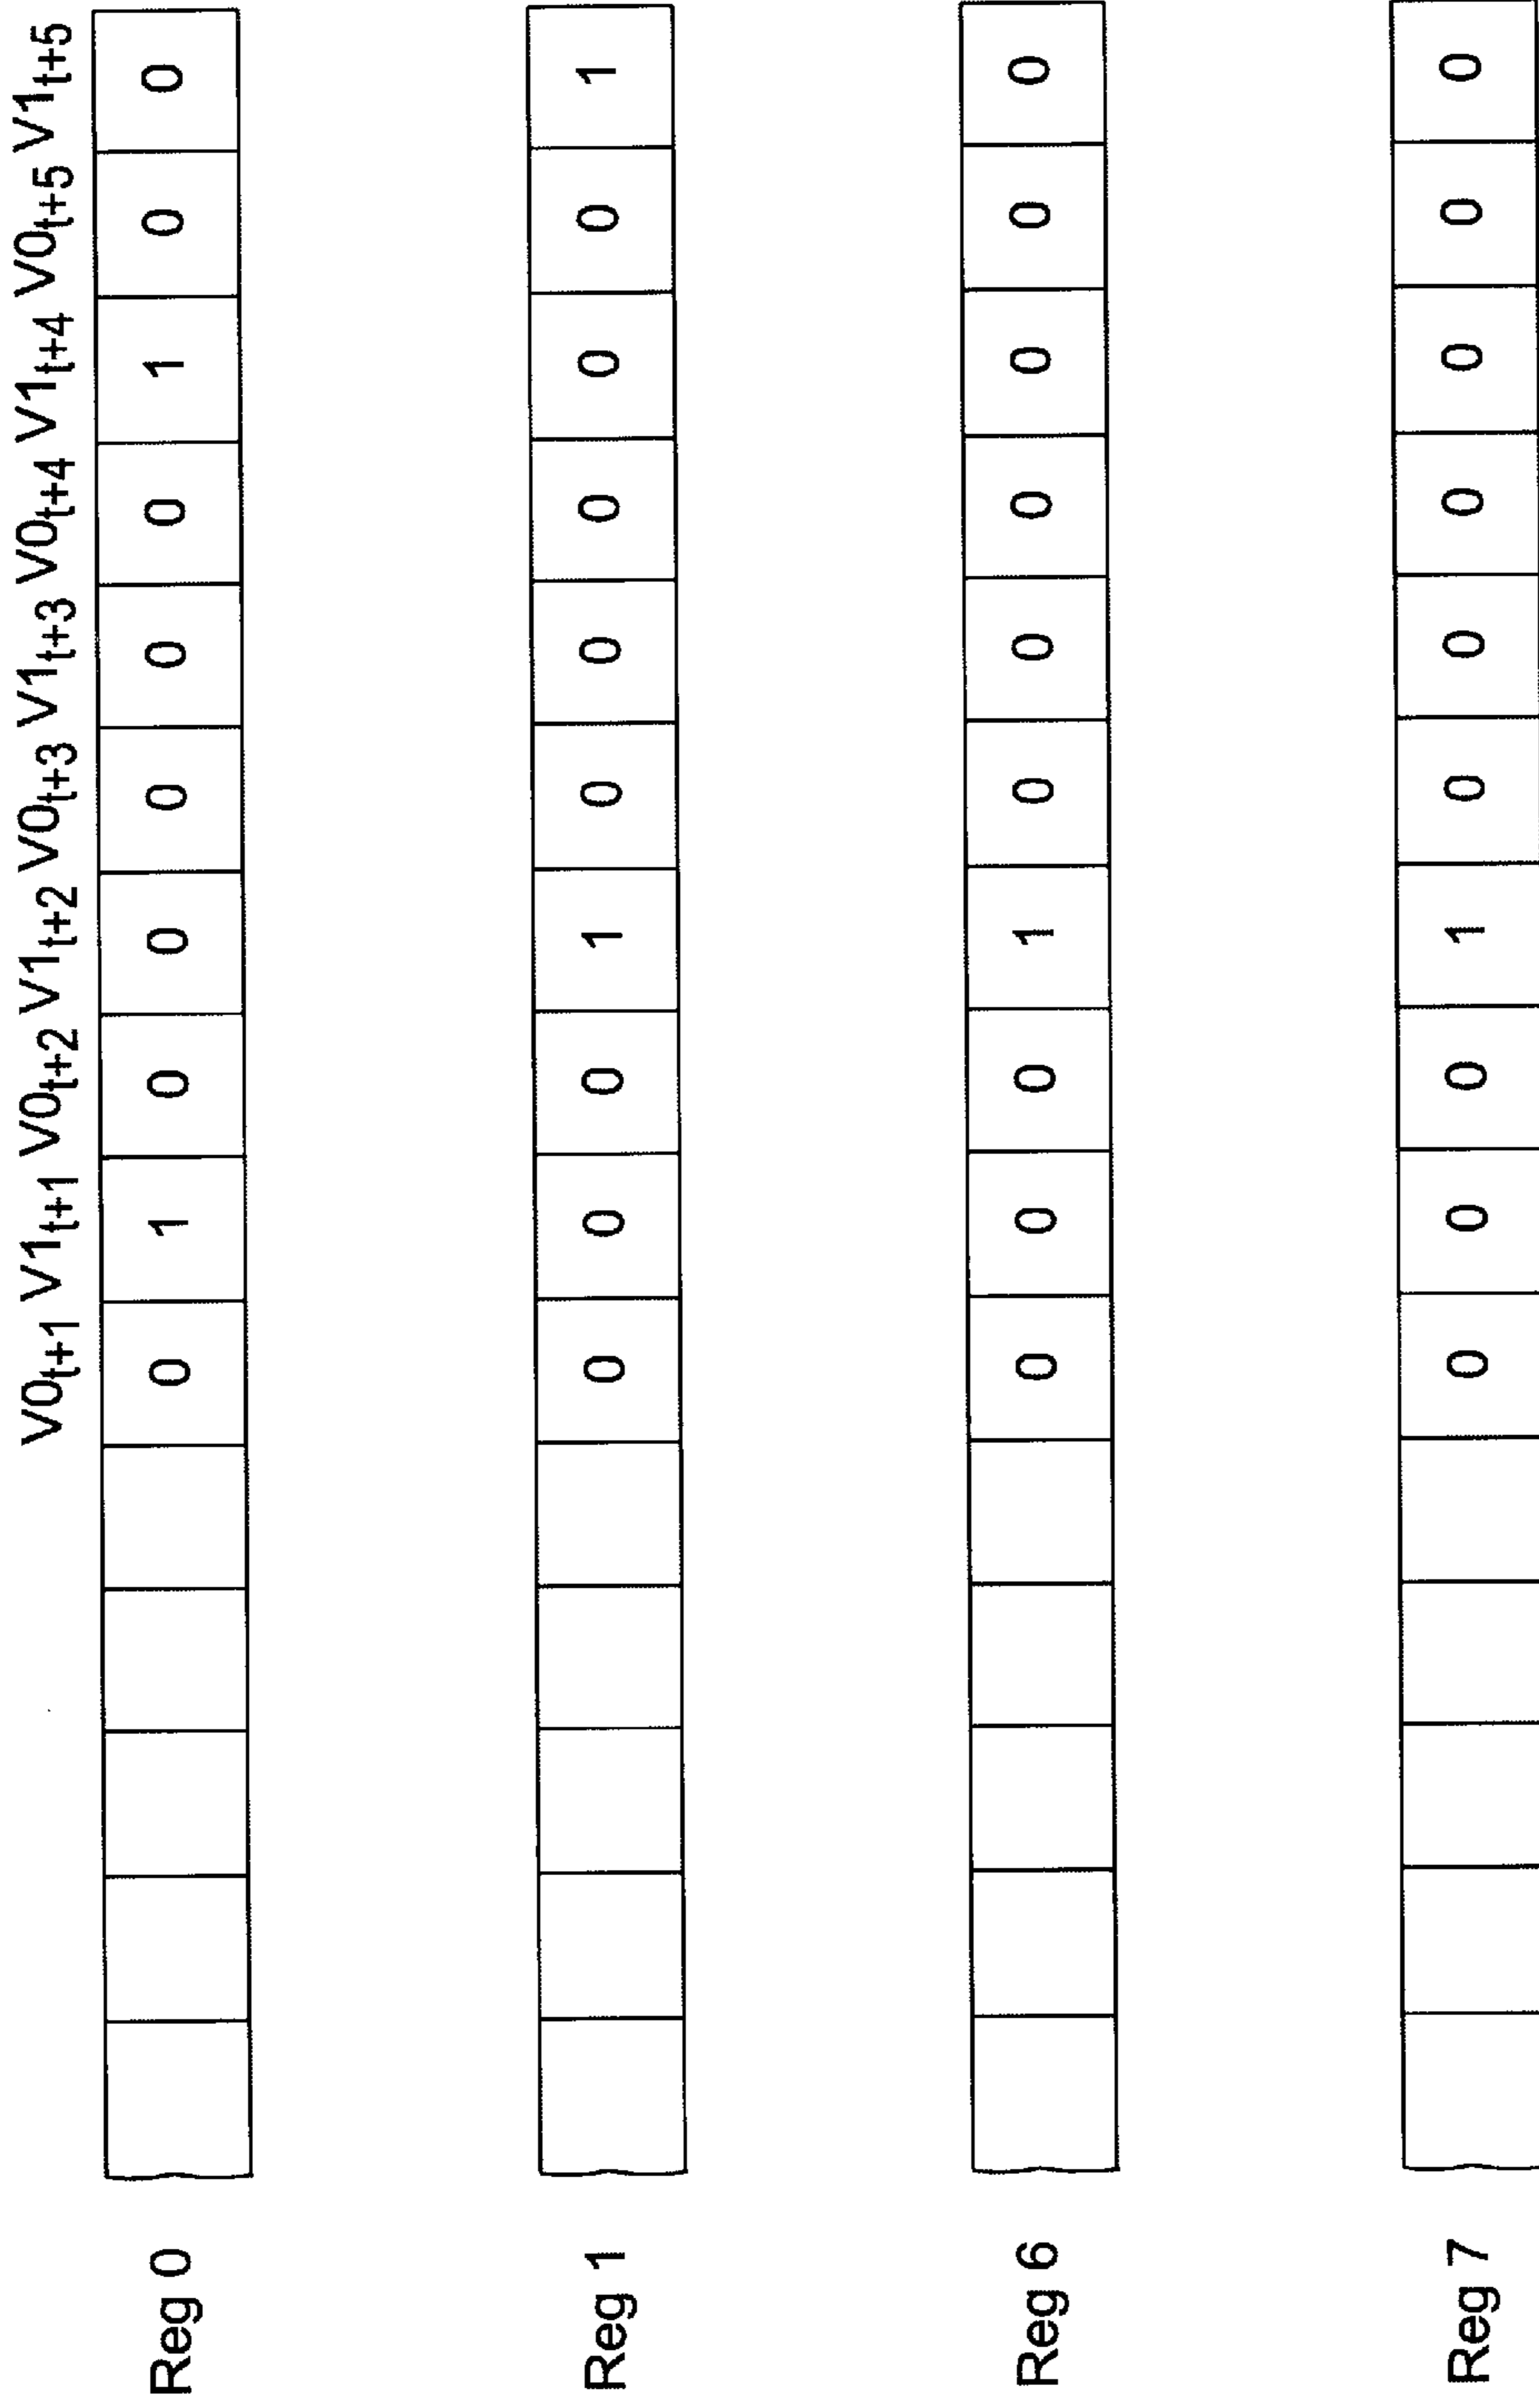 V0t+1 V1t+1 V0t+2 V1t+2 V0t+3 V1t+3 V0t+4 V1t+4 V0t+5 V1t+5
Reg 0 0 1 0 0 0 0 0 1 0 0
Reg 1 0 0 0 1 0 0 0 0 0 1
Reg 6 0 0 0 1 0 0 0 0 0 0
Reg 7 0 0 0 1 0 0 0 0 0 0